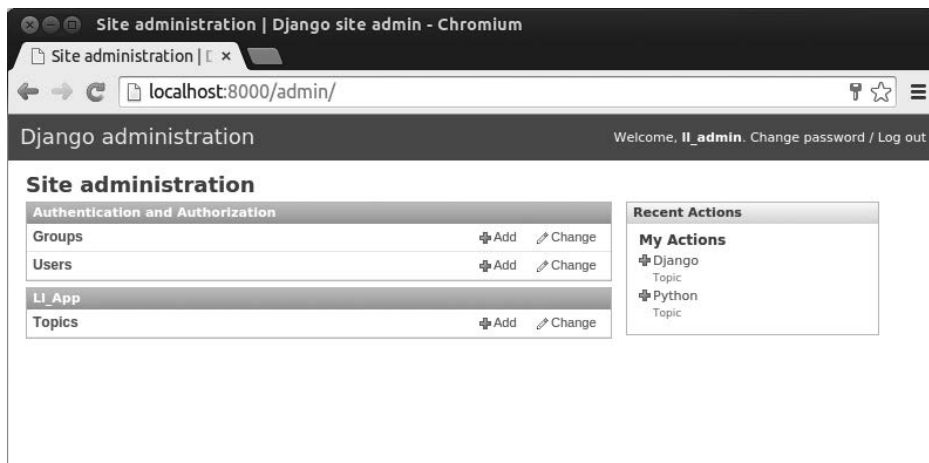 Site administration | Django site admin - Chromium
Site administration | D
localhost:8000/admin/
Django administration
Welcome, ll_admin. Change password / Log out
Site administration
Authentication and Authorization
Groups Add Change
Users Add Change
LI_App
Topics Add Change
Recent Actions
My Actions
Django
Topic
Python
Topic